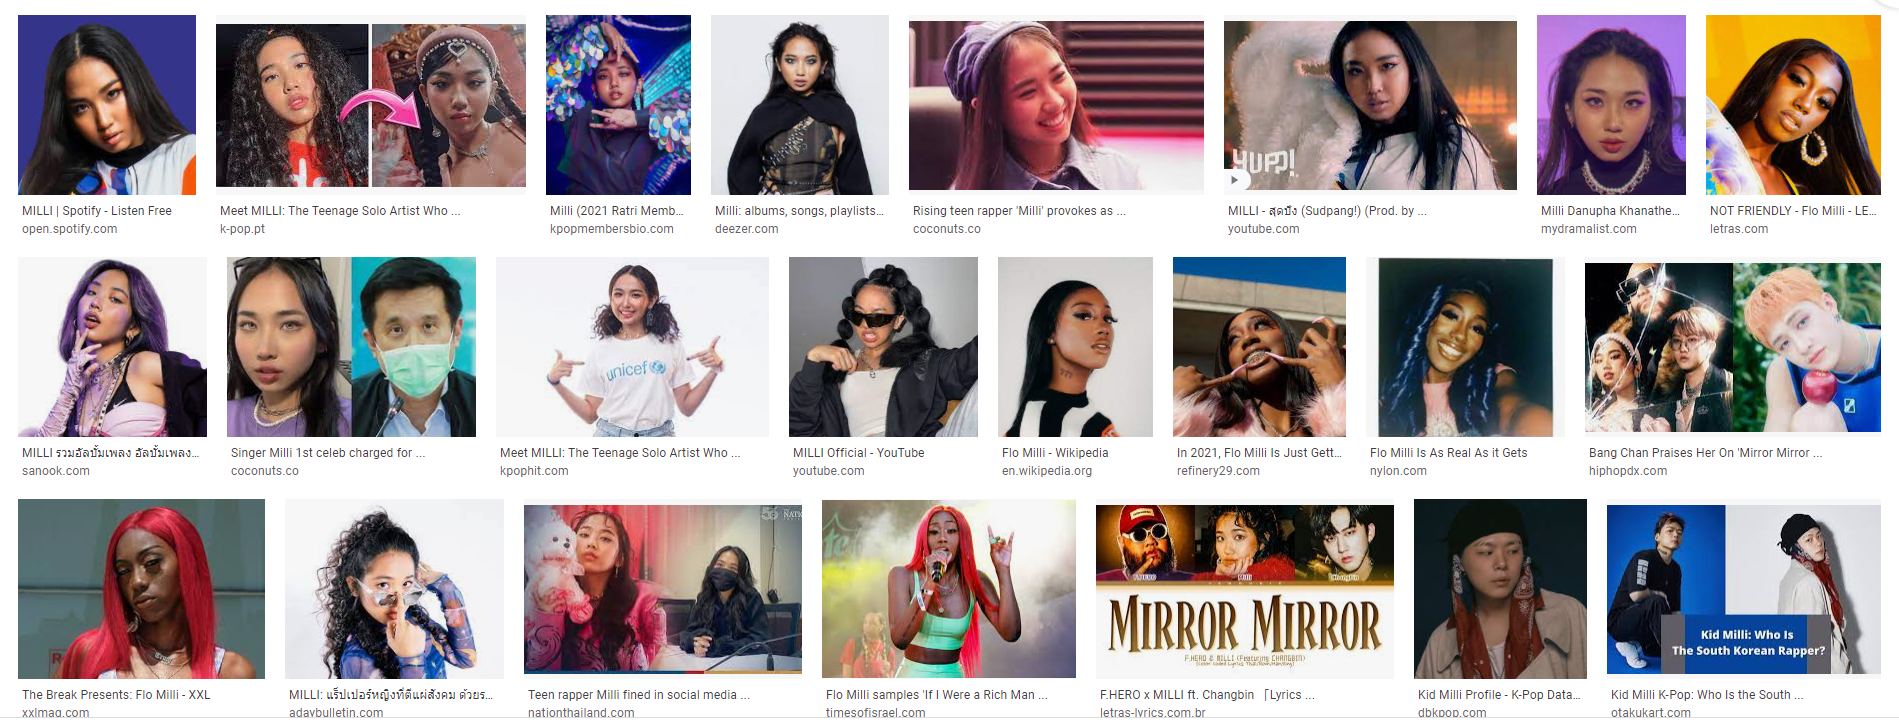 MILLI | Spotify - Listen Free
open.spotify.com
Meet MILLI: The Teenage Solo Artist Who ...
k-pop.pt
Milli (2021 Ratri Memb...
kpopmembersbio.com
Milli: albums, songs, playlists...
deezer.com
Rising teen rapper 'Milli' provokes as ...
coconuts.co
YUPP!
MILLI - สุดปัง (Sudpang!) (Prod. by ...
youtube.com
Milli Danupha Khanathe...
mydramalist.com
NOT FRIENDLY - Flo Milli - LE...
letras.com
MILLI รวมอัลบั้มเพลง อัลบั้มเพลง...
sanook.com
Singer Milli 1st celeb charged for ...
coconuts.co
unicef
Meet MILLI: The Teenage Solo Artist Who ...
kpophit.com
MILLI Official - YouTube
youtube.com
Flo Milli - Wikipedia
en.wikipedia.org
In 2021, Flo Milli Is Just Gett...
refinery29.com
Flo Milli Is As Real As it Gets
nylon.com
Bang Chan Praises Her On 'Mirror Mirror ...
hiphopdx.com
The Break Presents: Flo Milli - XXL
xxlmag.com
MILLI: แร็ปเปอร์หญิงที่ตีแผ่สังคม ด้วยร...
adaybulletin.com
Teen rapper Milli fined in social media ...
nationthailand.com
Flo Milli samples 'If I Were a Rich Man ...
timesofisrael.com
F.HERO
Milli
Changbin
MIRROR MIRROR
F.HERO & MILLI (Featuring CHANGBIN)
F.HERO x MILLI ft. Changbin 「Lyrics ...
letras-lyrics.com.br
Kid Milli Profile - K-Pop Data...
dbkpop.com
Kid Milli: Who Is
The South Korean Rapper?
Kid Milli K-Pop: Who Is the South ...
otakukart.com